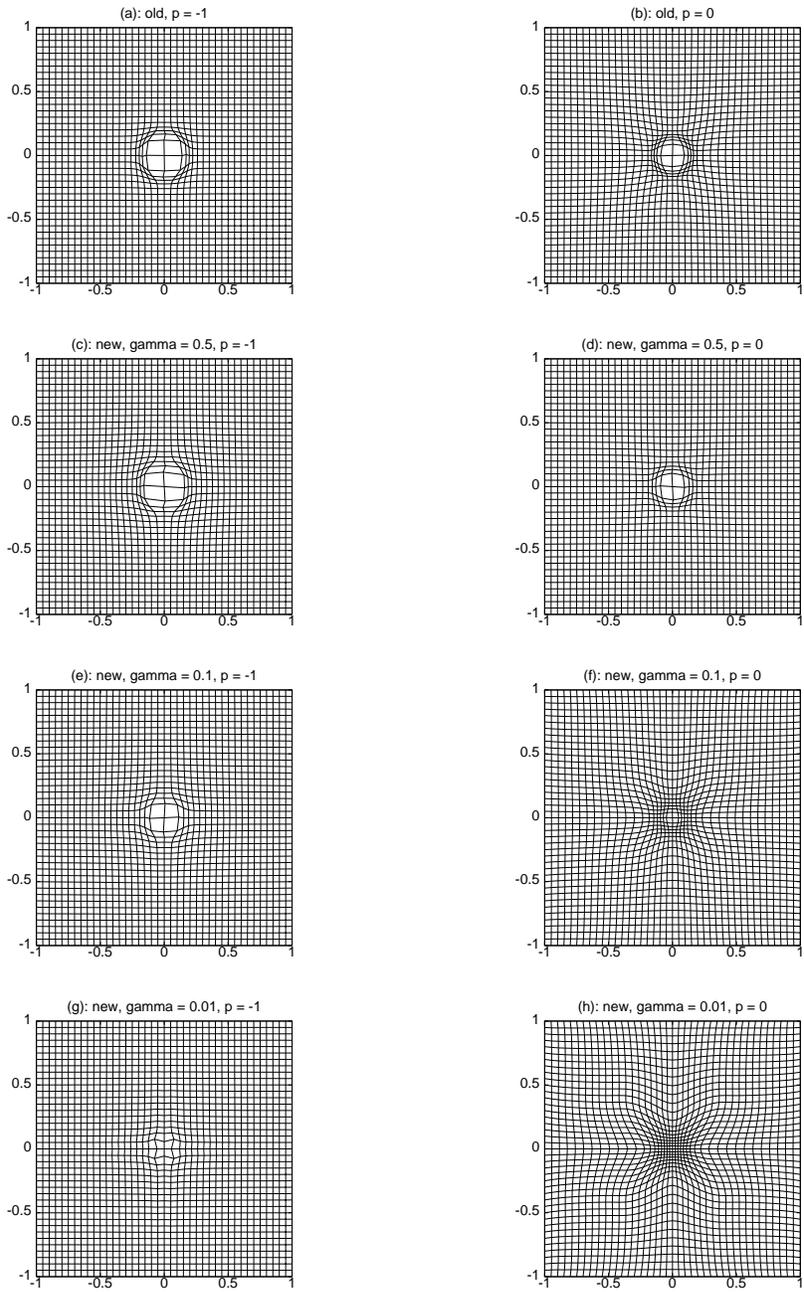 (a): old, p = -1
1
0.5
0
-0.5
-1
-1 -0.5 0 0.5 1
(b): old, p = 0
1
0.5
0
-0.5
-1
-1 -0.5 0 0.5 1
(c): new, gamma = 0.5, p = -1
1
0.5
0
-0.5
-1
-1 -0.5 0 0.5 1
(d): new, gamma = 0.5, p = 0
1
0.5
0
-0.5
-1
-1 -0.5 0 0.5 1
(e): new, gamma = 0.1, p = -1
1
0.5
0
-0.5
-1
-1 -0.5 0 0.5 1
(f): new, gamma = 0.1, p = 0
1
0.5
0
-0.5
-1
-1 -0.5 0 0.5 1
(g): new, gamma = 0.01, p = -1
1
0.5
0
-0.5
-1
-1 -0.5 0 0.5 1
(h): new, gamma = 0.01, p = 0
1
0.5
0
-0.5
-1
-1 -0.5 0 0.5 1